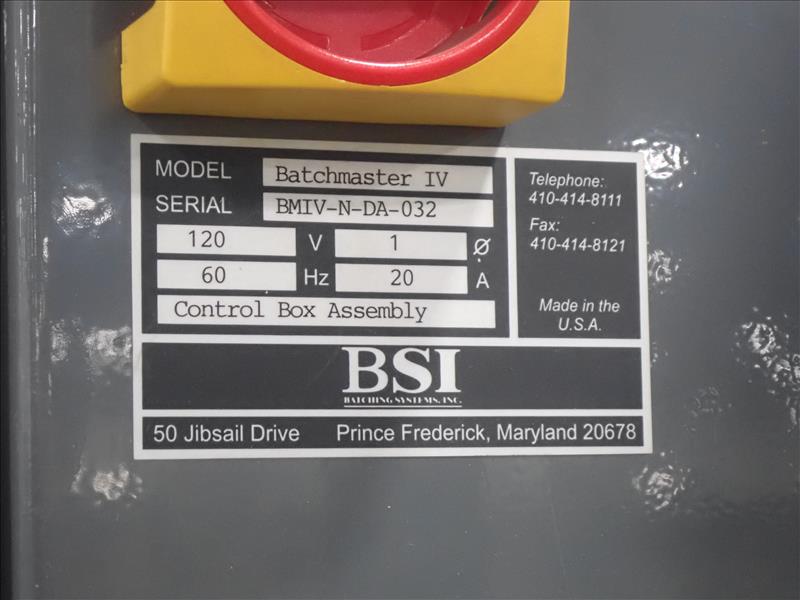 MODEL Batchmaster IV
SERIAL BMIV-N-DA-032
120 V 1 Ø
60 Hz 20 A
Control Box Assembly
Telephone:
410-414-8111
Fax:
410-414-8121
Made in the
U.S.A.
BSI
BATCHING SYSTEMS, INC.
50 Jibsail Drive Prince Frederick, Maryland 20678